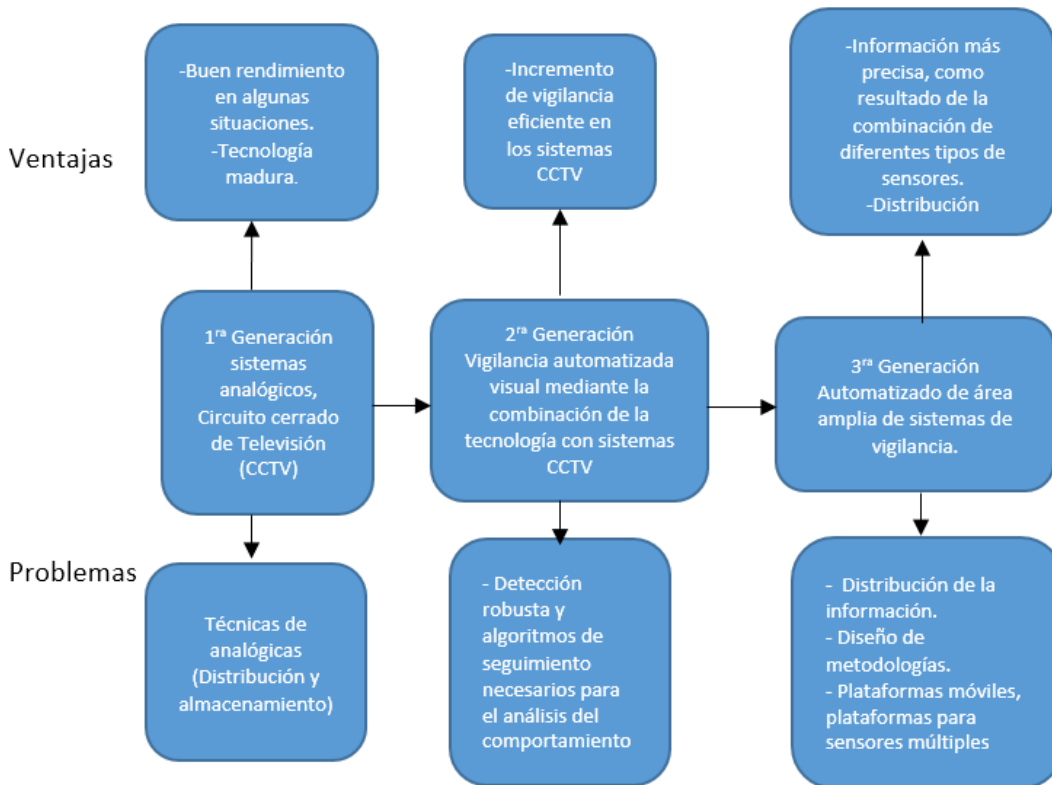 Ventajas
-Buen rendimiento
en algunas
situaciones.
-Tecnología
madura.
-Incremento
de vigilancia
eficiente en
los sistemas
CCTV
-Información más
precisa, como
resultado de la
combinación de
diferentes tipos de
sensores.
-Distribución
1ra Generación
sistemas
analógicos,
Circuito cerrado
de Televisión
(CCTV)
2ra Generación
Vigilancia automatizada
visual mediante la
combinación de la
tecnología con sistemas
CCTV
3ra Generación
Automatizado de área
amplia de sistemas de
vigilancia.
Problemas
Técnicas de
analógicas
(Distribución y
almacenamiento)
- Detección
robusta y
algoritmos de
seguimiento
necesarios para
el análisis del
comportamiento
- Distribución de la
información.
- Diseño de
metodologías.
- Plataformas móviles,
plataformas para
sensores múltiples